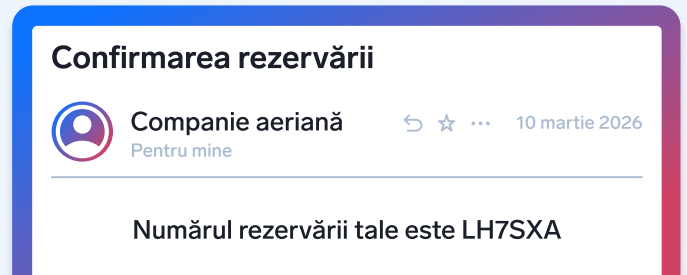 Confirmarea rezervării
Companie aeriană
10 martie 2026
Pentru mine
Numărul rezervării tale este LH7SXA